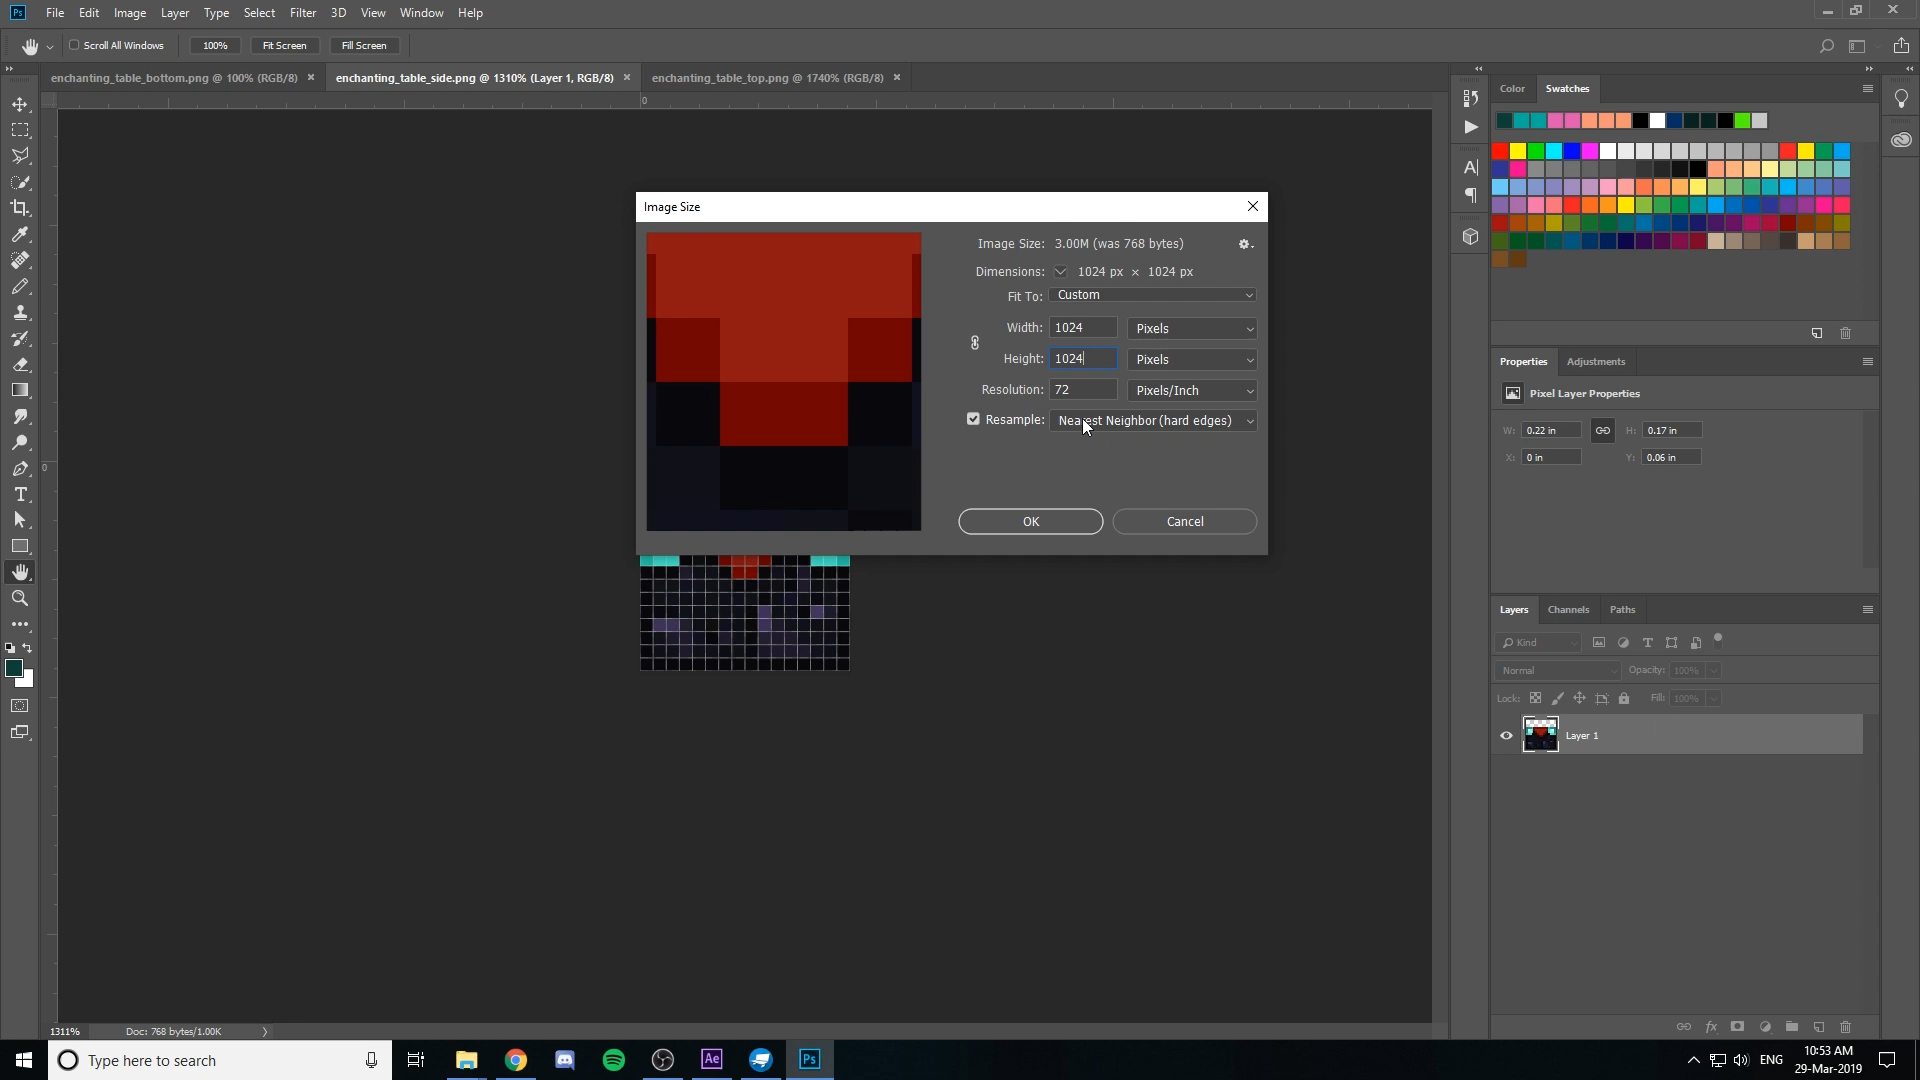 Ps File Edit Image Layer Type Select Filter 3D View Window Help
Scroll All Windows 100% Fit Screen Fill Screen
enchanting_table_bottom.png @ 100% (RGB/8) × enchanting_table_side.png @ 1310% (Layer 1, RGB/8) × enchanting_table_top.png @ 1740% (RGB/8) ×
0
0
Color Swatches
Image Size
Image Size: 3.00M (was 768 bytes)
Dimensions: 1024 px × 1024 px
Fit To: Custom
Width: 1024 Pixels
Height: 1024 Pixels
Resolution: 72 Pixels/Inch
Resample: Nearest Neighbor (hard edges)
OK Cancel
Properties Adjustments
Pixel Layer Properties
W: 0.22 in H: 0.17 in
X: 0 in Y: 0.06 in
Layers Channels Paths
Kind
Normal Opacity: 100%
Lock: Fill: 100%
Layer 1
fx
1311% Doc: 768 bytes/1.00K
Type here to search Ae Ps ENG 10:53 AM
29-Mar-2019